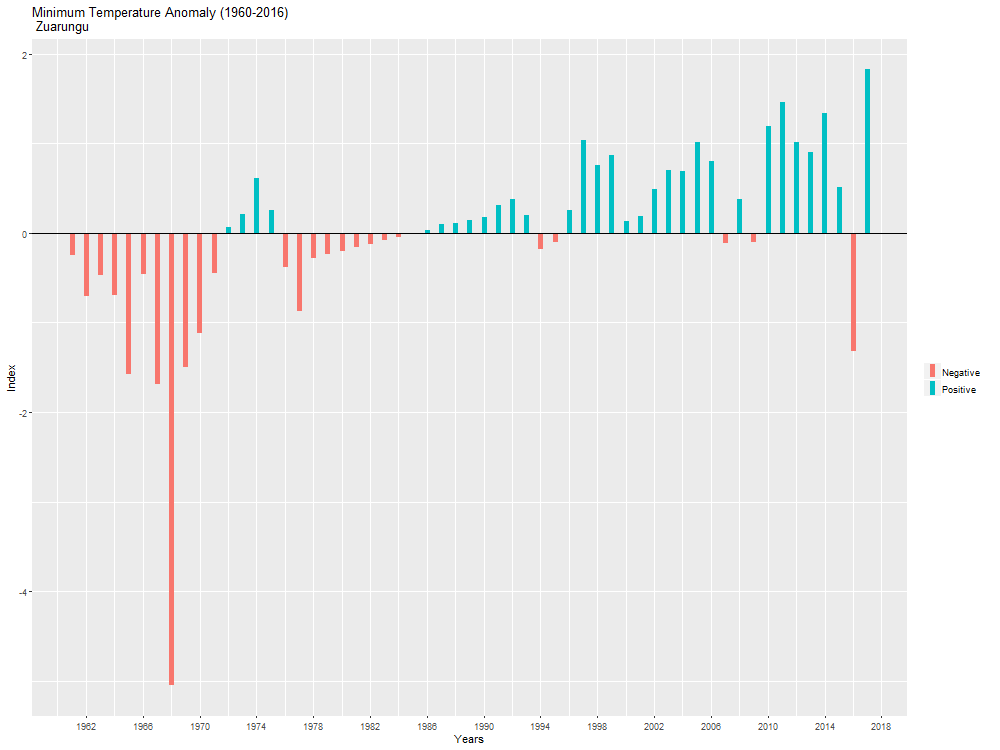 Minimum Temperature Anomaly (1960-2016)
Zuarungu
2
0
-2
-4
Index
1962 1966 1970 1974 1978 1982 1986 1990 1994 1998 2002 2006 2010 2014 2018
Years
Negative
Positive